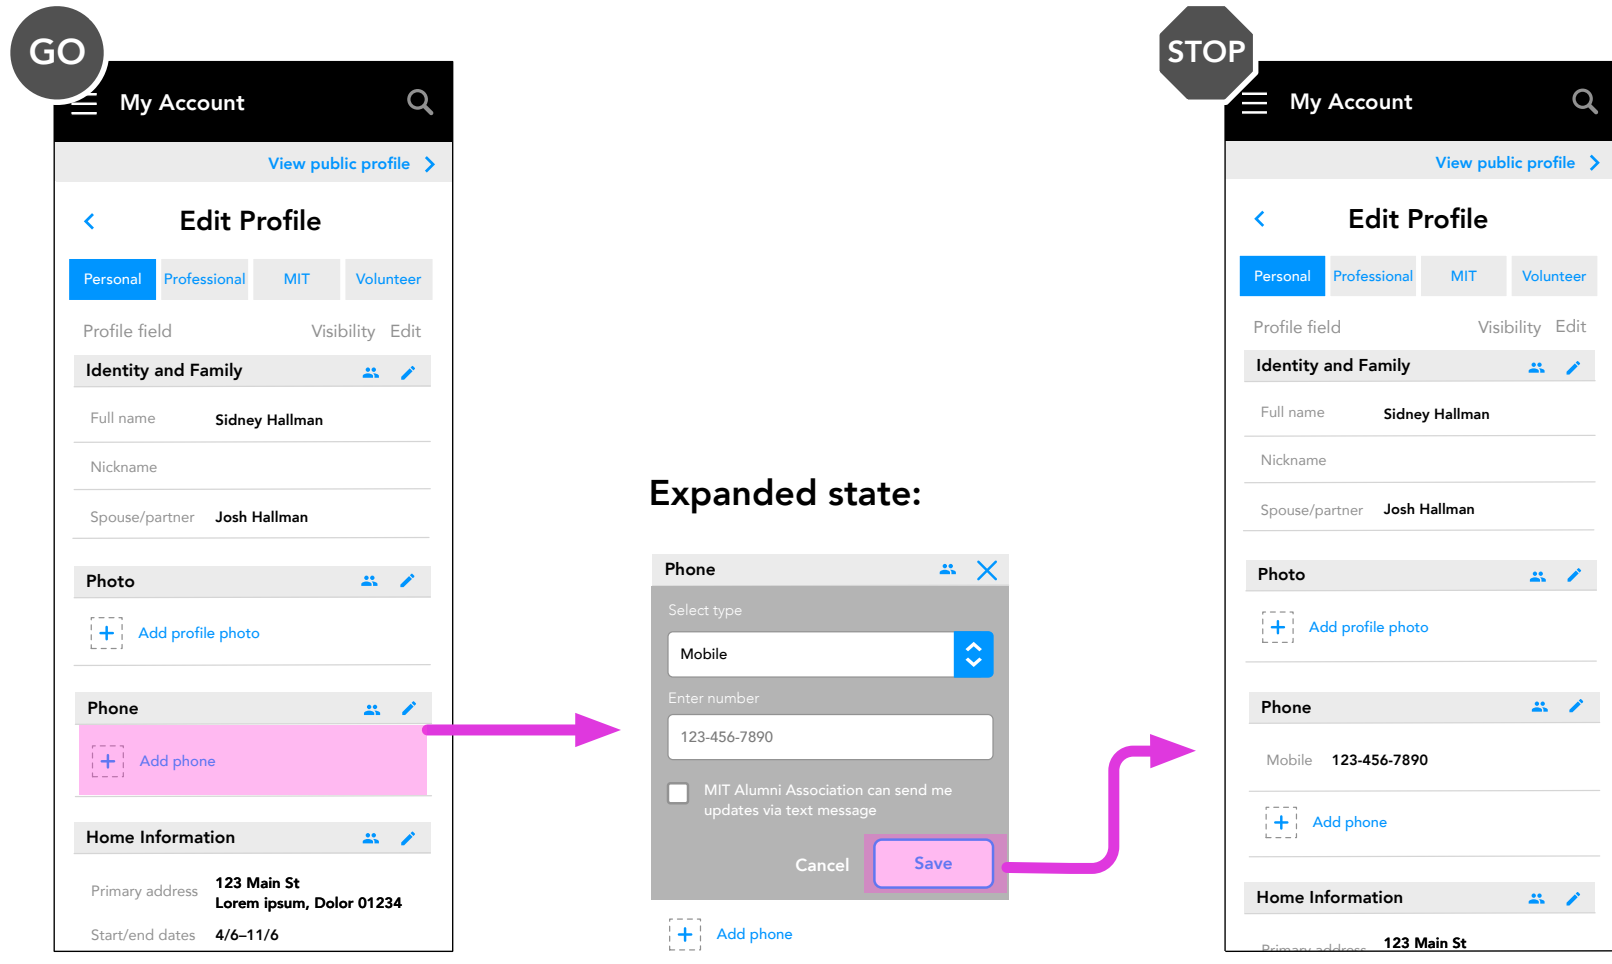 GO
My Account
View public profile
Edit Profile
Personal Professional MIT Volunteer
Profile field Visibility Edit
Identity and Family
Full name Sidney Hallman
Nickname
Spouse/partner Josh Hallman
Photo
Add profile photo
Phone
Add phone
Home Information
Primary address 123 Main St
Lorem ipsum, Dolor 01234
Start/end dates 4/6–11/6
Expanded state:
Phone
Select type
Mobile
Enter number
123-456-7890
MIT Alumni Association can send me
updates via text message
Cancel Save
Add phone
STOP
My Account
View public profile
Edit Profile
Personal Professional MIT Volunteer
Profile field Visibility Edit
Identity and Family
Full name Sidney Hallman
Nickname
Spouse/partner Josh Hallman
Photo
Add profile photo
Phone
Mobile 123-456-7890
Add phone
Home Information
Primary address 123 Main St